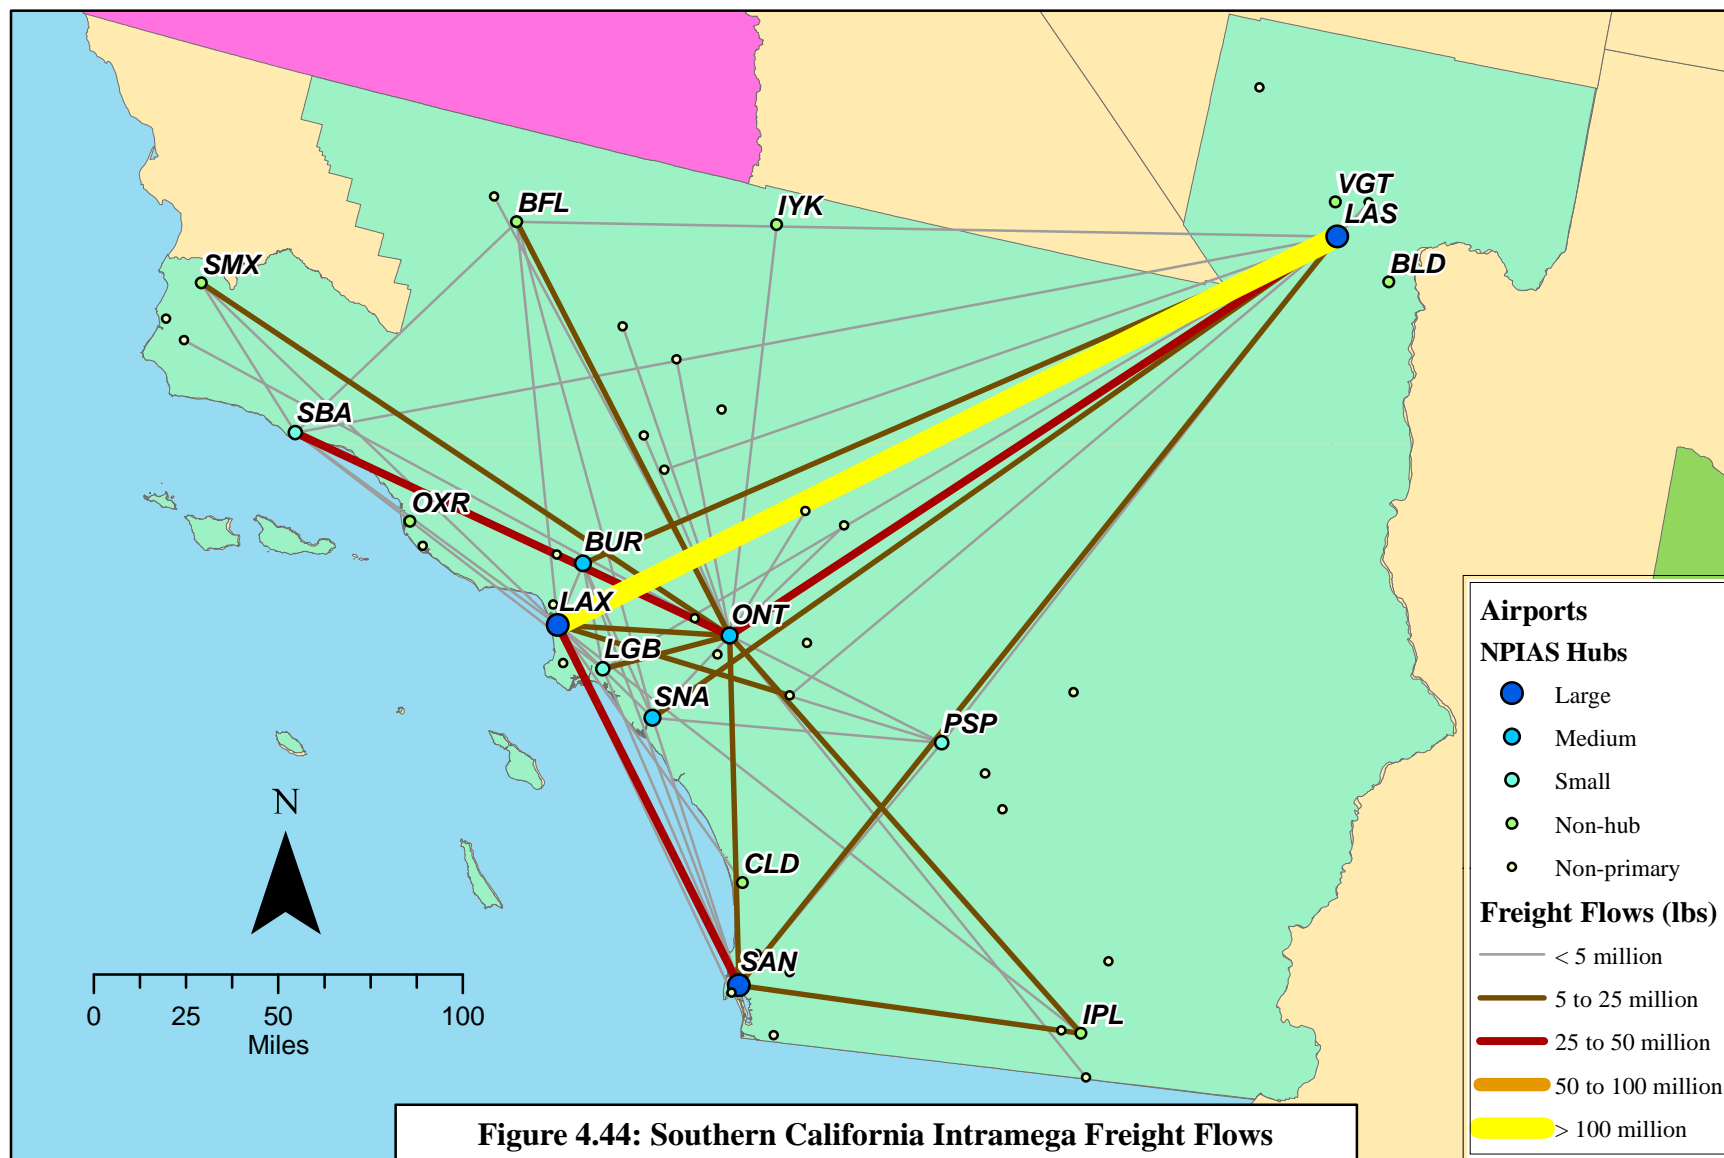 VGT
LAS
BFL
IYK
SMX
BLD
SBA
OXR
BUR
LAX
ONT
LGB
SNA
PSP
CLD
SAN
IPL
N
0 25 50 100
Miles
Airports
NPIAS Hubs
Large
Medium
Small
Non-hub
Non-primary
Freight Flows (lbs)
< 5 million
5 to 25 million
25 to 50 million
50 to 100 million
> 100 million
Figure 4.44: Southern California Intramega Freight Flows